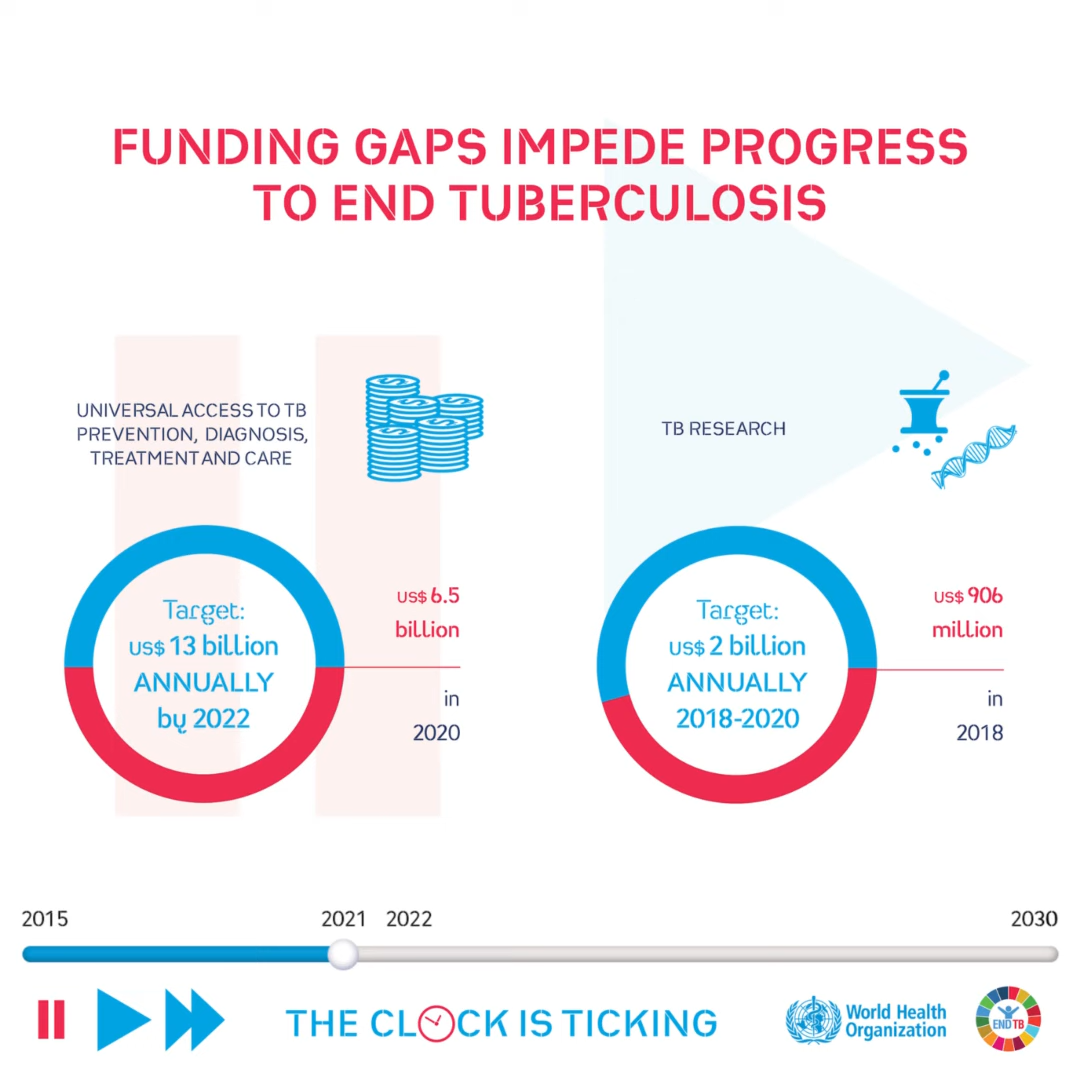 FUNDING GAPS IMPEDE PROGRESS
TO END TUBERCULOSIS
UNIVERSAL ACCESS TO TB
PREVENTION, DIAGNOSIS,
TREATMENT AND CARE
Target:
US$ 13 billion
ANNUALLY
by 2022
US$ 6.5
billion
in
2020
TB RESEARCH
Target:
US$ 2 billion
ANNUALLY
2018-2020
US$ 906
million
in
2018
2015 2021 2022 2030
THE CLOCK IS TICKING
World Health
Organization
END TB